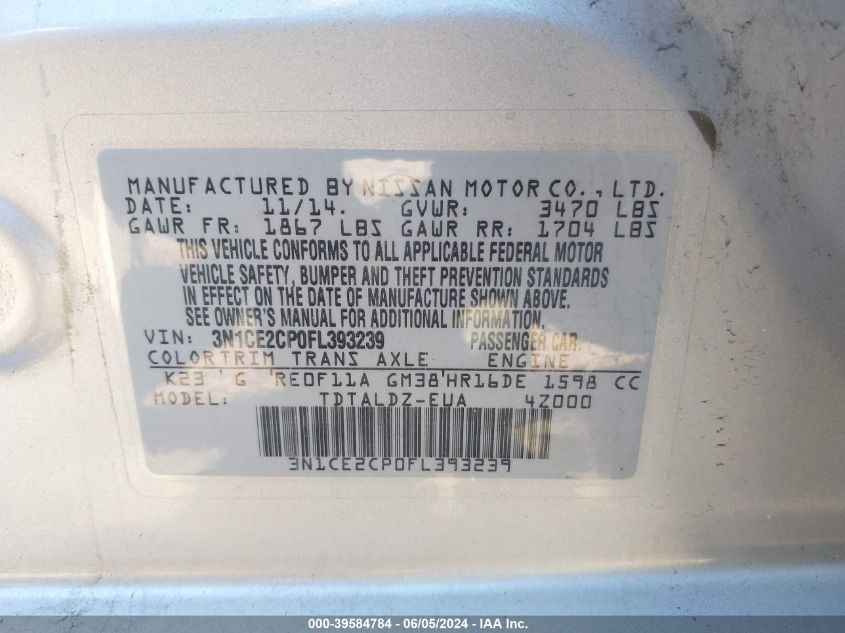 MANUFACTURED BY NISSAN MOTOR CO., LTD.
DATE: 11/14. GVWR: 3470 LBS
GAWR FR: 1867 LBS GAWR RR: 1704 LBS
THIS VEHICLE CONFORMS TO ALL APPLICABLE FEDERAL MOTOR
VEHICLE SAFETY, BUMPER AND THEFT PREVENTION STANDARDS
IN EFFECT ON THE DATE OF MANUFACTURE SHOWN ABOVE.
SEE OWNER'S MANUAL FOR ADDITIONAL INFORMATION.
VIN: 3N1CE2CP0FL393239 PASSENGER CAR.
COLORTRIM TRANS AXLE ENGINE
K23 'G 'RE0F11A GM38'HR16DE 1598 CC
MODEL: TDTALDZ-EUA 4Z000
3N1CE2CP0FL393239
000-39584784 - 06/05/2024 - IAAI.com